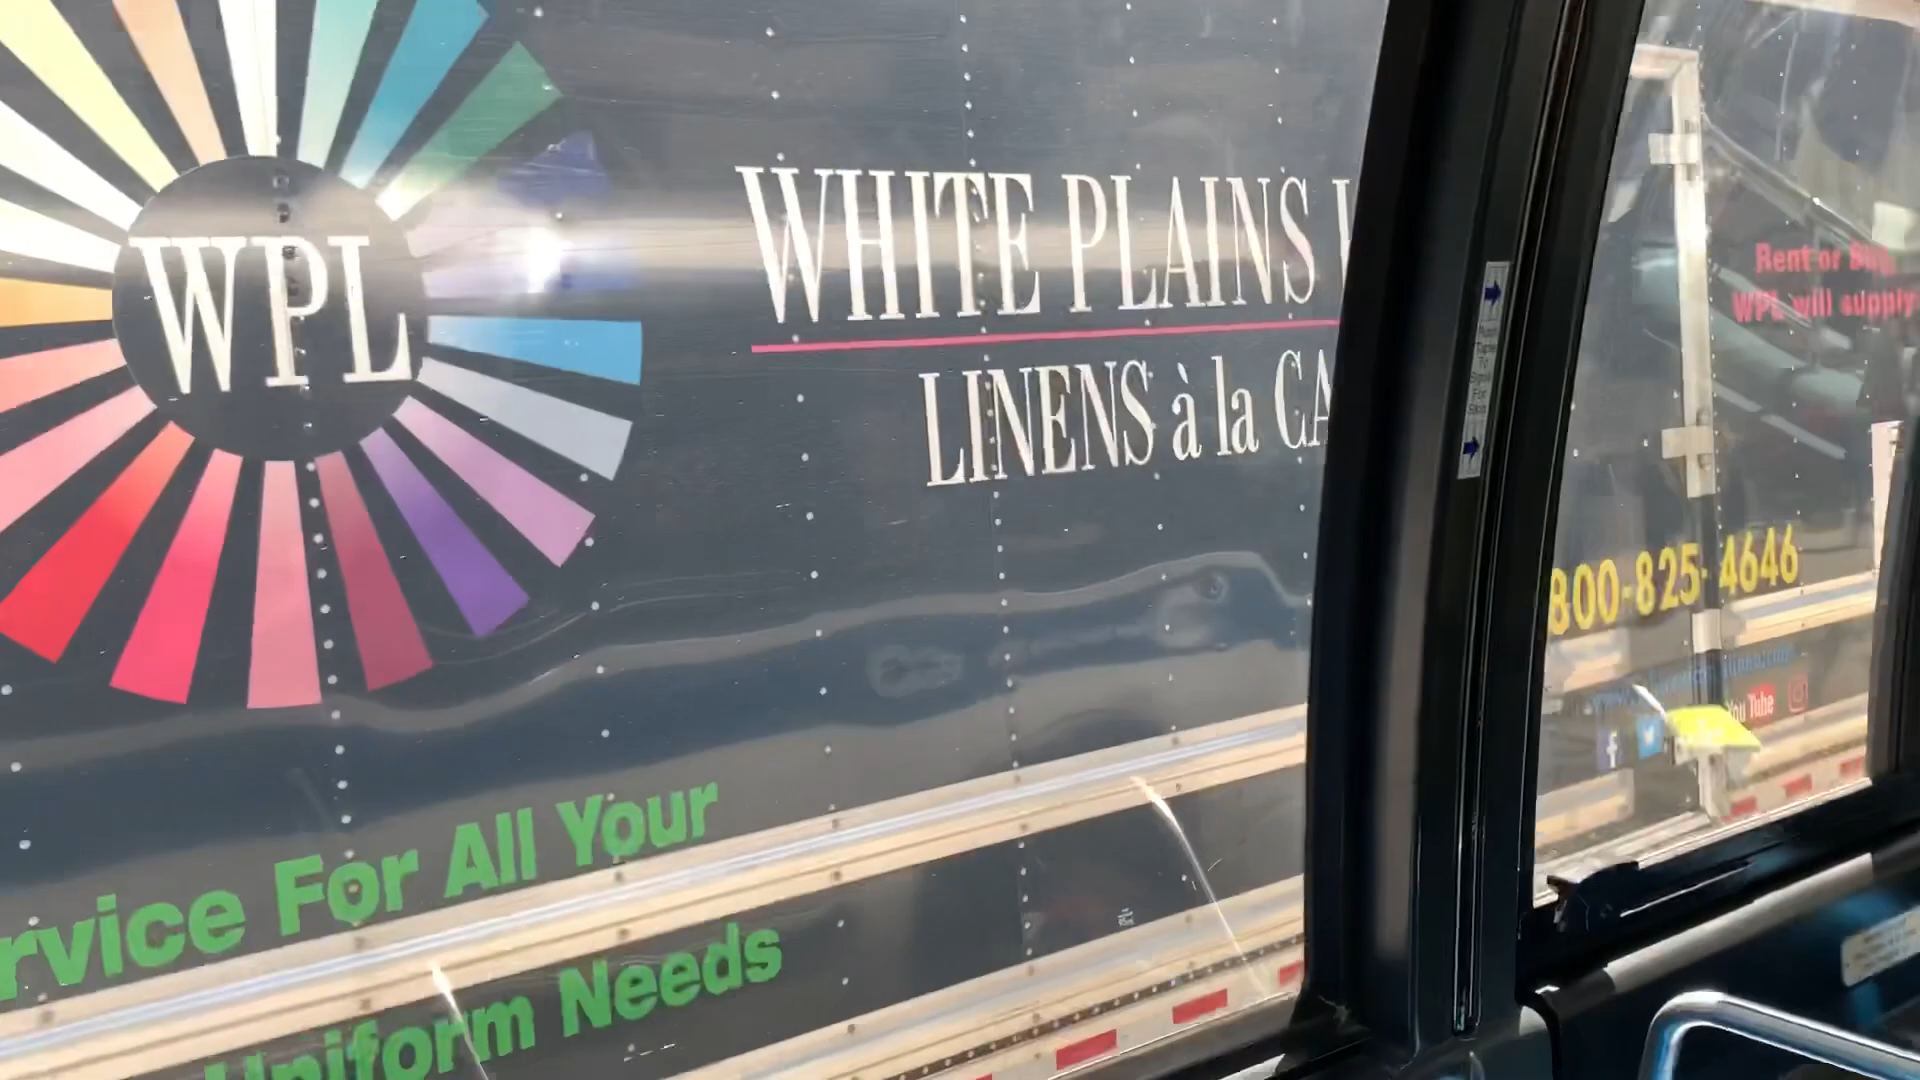 WPL
WHITE PLAINS
LINENS à la CA
rvice For All Your
Uniform Needs
Rent or Buy,
WPL will supply
800-825-4646
You Tube